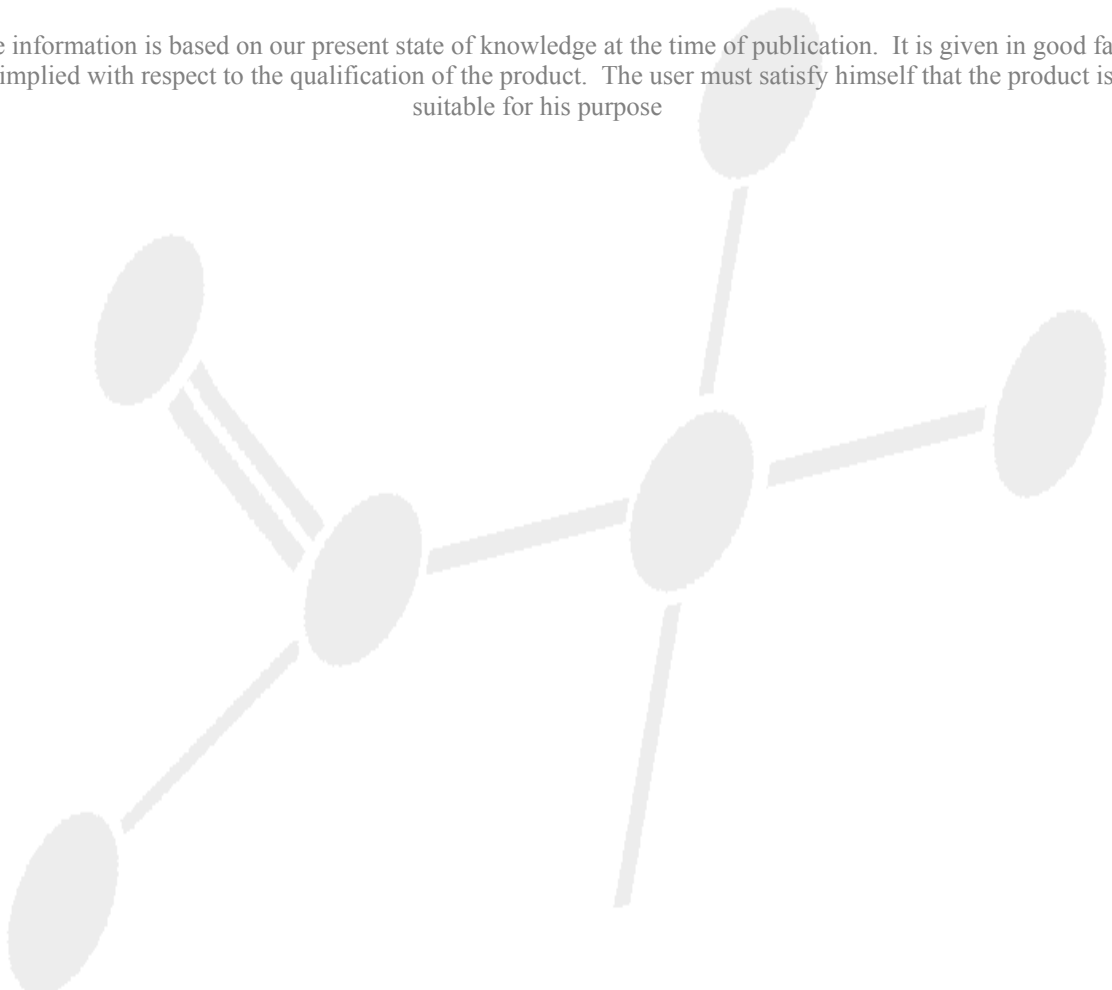 information is based on our present state of knowledge at the time of publication. It is given in good
implied with respect to the qualification of the product. The user must satisfy himself that the product is
suitable for his purpose